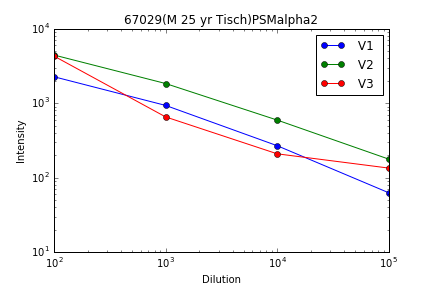 67029(M 25 yr Tisch)PSMalpha2
10^4
10^3
10^2
10^1
Intensity
V1
V2
V3
10^2 10^3 10^4 10^5
Dilution